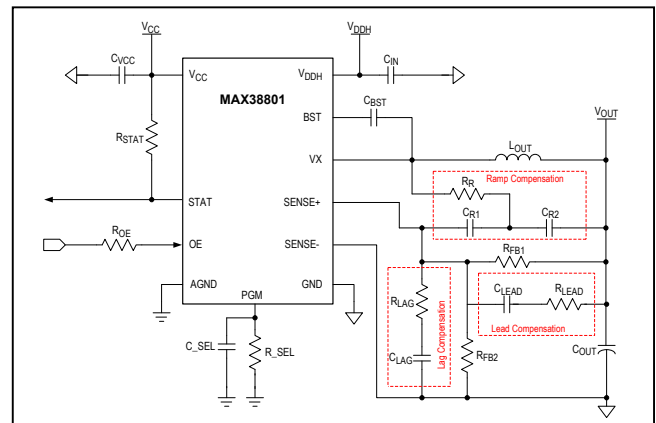 VCC
VDDH
CVCC
CIN
VCC
VDDH
MAX38801
CBST
BST
VOUT
RSTAT
LOUT
VX
RR
Ramp Compensation
STAT
SENSE+
CR1
CR2
ROE
OE
SENSE-
RFB1
AGND
GND
CLEAD
RLEAD
PGM
RLAG
Lag Compensation
Lead Compensation
C_SEL
R_SEL
CLAG
RFB2
COUT